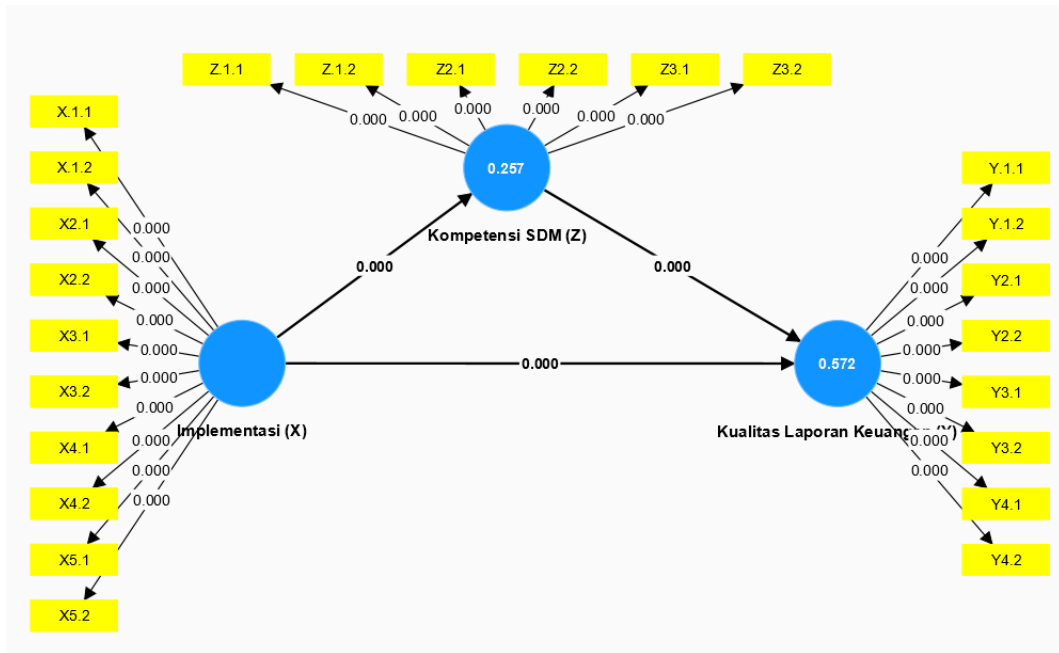 Z.1.1
Z.1.2
Z2.1
Z2.2
Z3.1
Z3.2
0.000
0.000
0.000
0.000
0.000
0.000
0.257
Kompetensi SDM (Z)
X.1.1
X.1.2
X2.1
X2.2
X3.1
X3.2
X4.1
X4.2
X5.1
X5.2
0.000
0.000
0.000
0.000
0.000
0.000
0.000
0.000
0.000
0.000
Implementasi (X)
0.000
0.000
0.000
0.572
Kualitas Laporan (Y)
0.000
0.000
0.000
0.000
0.000
0.000
0.000
0.000
Y.1.1
Y.1.2
Y2.1
Y2.2
Y3.1
Y3.2
Y4.1
Y4.2